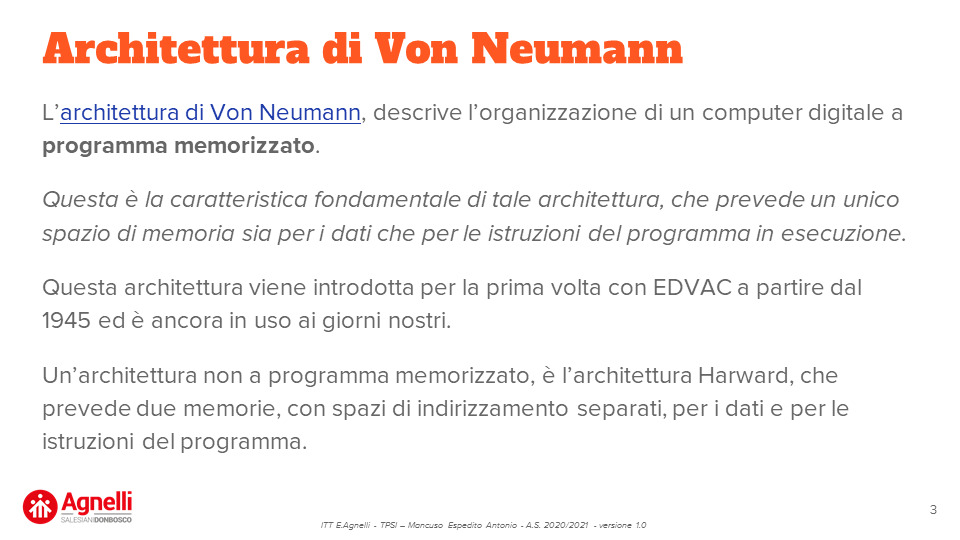 Architettura di Von Neumann
L’architettura di Von Neumann, descrive l’organizzazione di un computer digitale a
programma memorizzato.
Questa è la caratteristica fondamentale di tale architettura, che prevede un unico
spazio di memoria sia per i dati che per le istruzioni del programma in esecuzione.
Questa architettura viene introdotta per la prima volta con EDVAC a partire dal
1945 ed è ancora in uso ai giorni nostri.
Un’architettura non a programma memorizzato, è l’architettura Harward, che
prevede due memorie, con spazi di indirizzamento separati, per i dati e per le
istruzioni del programma.
Agnelli
SALESIANI DONBOSCO
ITT E.Agnelli - TPSI – Mancuso Espedito Antonio - A.S. 2020/2021 - versione 1.0
3